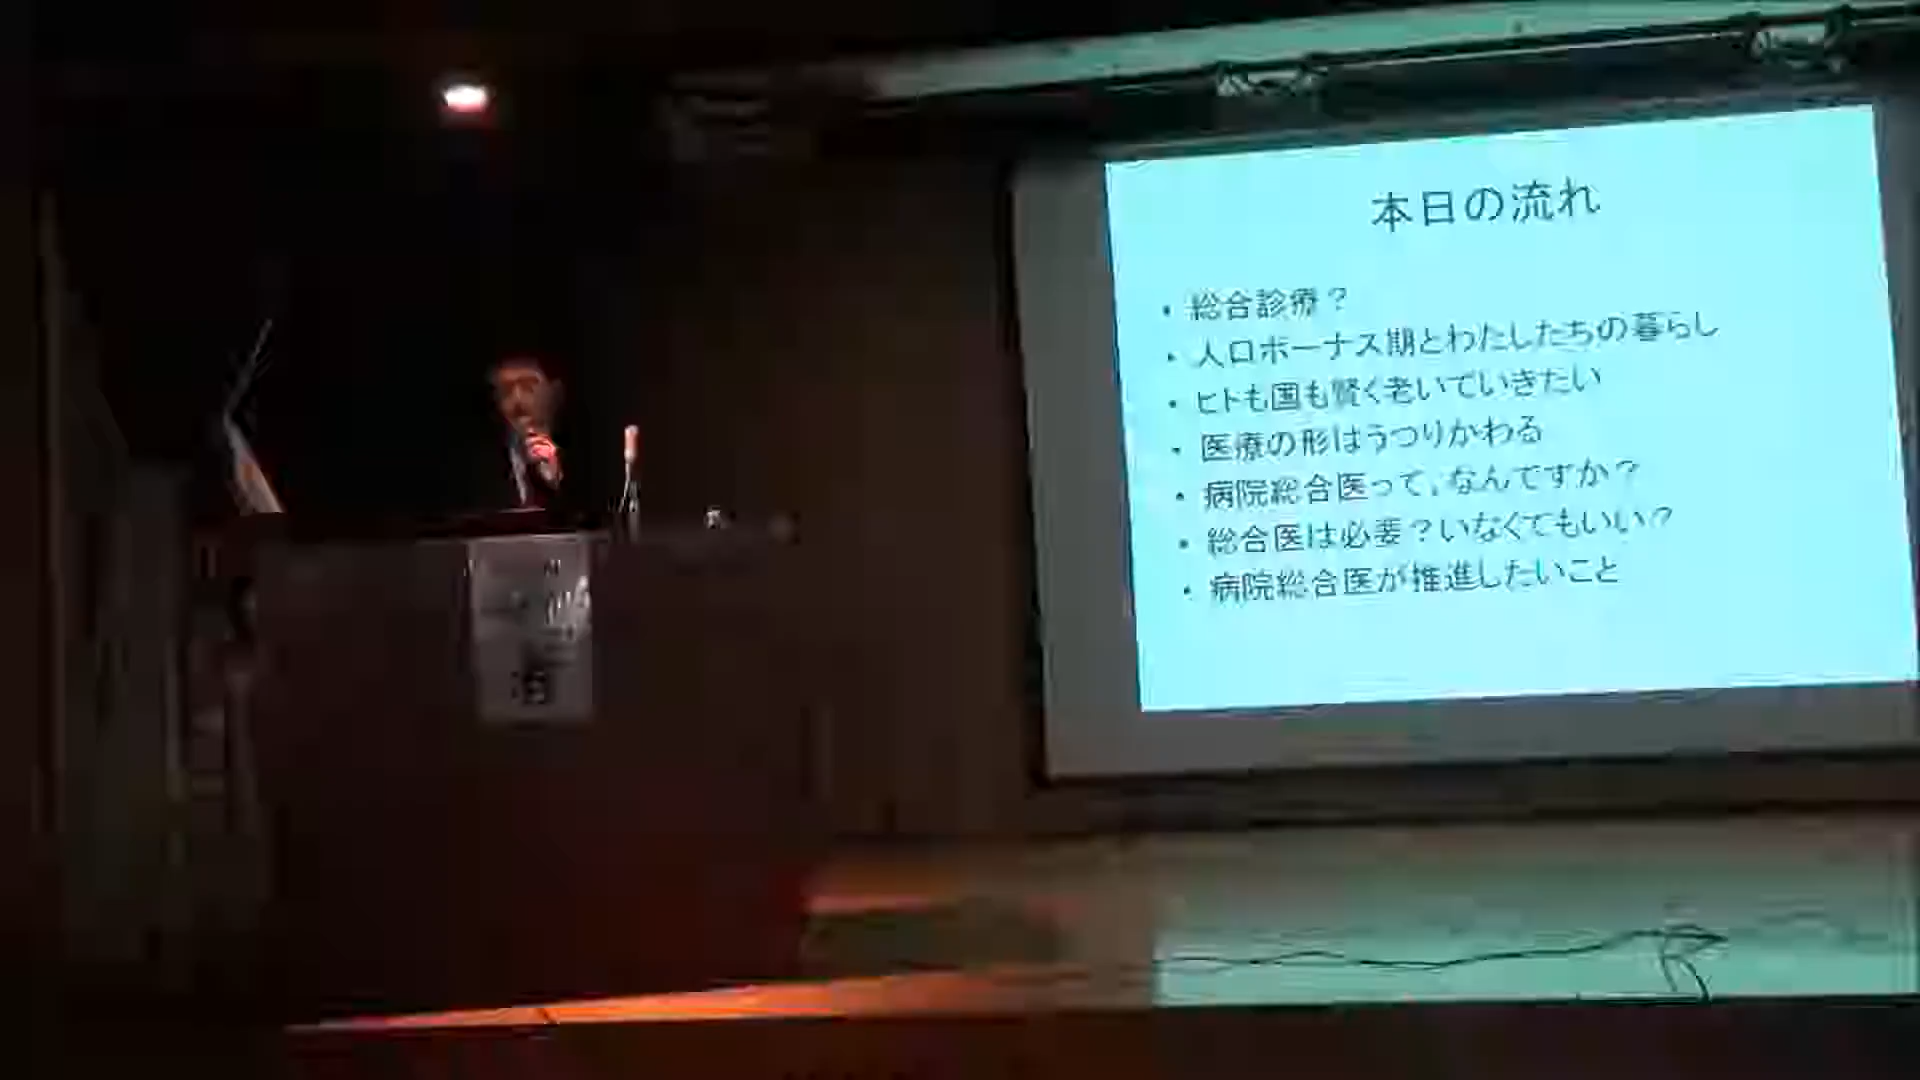 本日の流れ
・総合診療？
・人口ボーナス期とわたしたちの暮らし
・ヒトも国も賢く老いていきたい
・医療の形はうつりかわる
・病院総合医って，なんですか？
・総合医は必要？いなくてもいい？
・病院総合医が推進したいこと